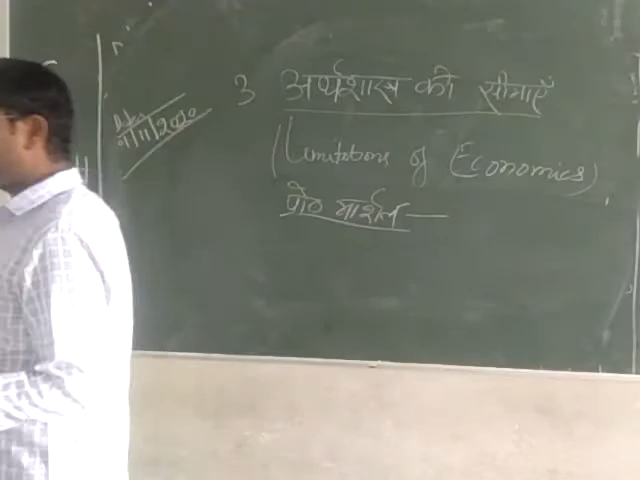 3 अर्थशास्त्र की सीमाएँ
(Limitations of Economics)
प्रो० मार्शल —